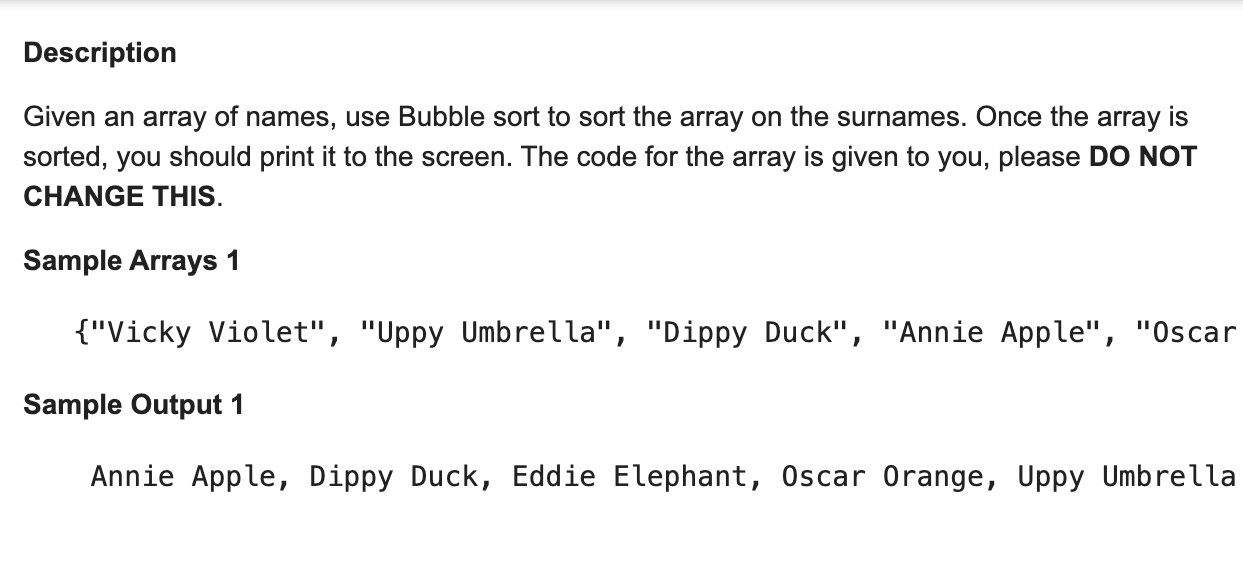 Description
Given an array of names, use Bubble sort to sort the array on the surnames. Once the array is
sorted, you should print it to the screen. The code for the array is given to you, please DO NOT
CHANGE THIS.
Sample Arrays 1
{"Vicky Violet", "Uppy Umbrella", "Dippy Duck", "Annie Apple", "Oscar
Sample Output 1
Annie Apple, Dippy Duck, Eddie Elephant, Oscar Orange, Uppy Umbrella